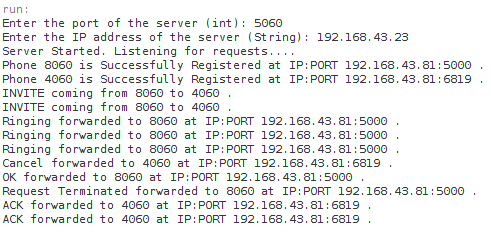 run:
Enter the port of the server (int): 5060
Enter the IP address of the server (String): 192.168.43.23
Server Started. Listening for requests....
Phone 8060 is Successfully Registered at IP:PORT 192.168.43.81:5000 .
Phone 4060 is Successfully Registered at IP:PORT 192.168.43.81:6819 .
INVITE coming from 8060 to 4060 .
INVITE coming from 8060 to 4060 .
Ringing forwarded to 8060 at IP:PORT 192.168.43.81:5000 .
Ringing forwarded to 8060 at IP:PORT 192.168.43.81:5000 .
Ringing forwarded to 8060 at IP:PORT 192.168.43.81:5000 .
Cancel forwarded to 4060 at IP:PORT 192.168.43.81:6819 .
OK forwarded to 8060 at IP:PORT 192.168.43.81:5000 .
Request Terminated forwarded to 8060 at IP:PORT 192.168.43.81:5000 .
ACK forwarded to 4060 at IP:PORT 192.168.43.81:6819 .
ACK forwarded to 4060 at IP:PORT 192.168.43.81:6819 .